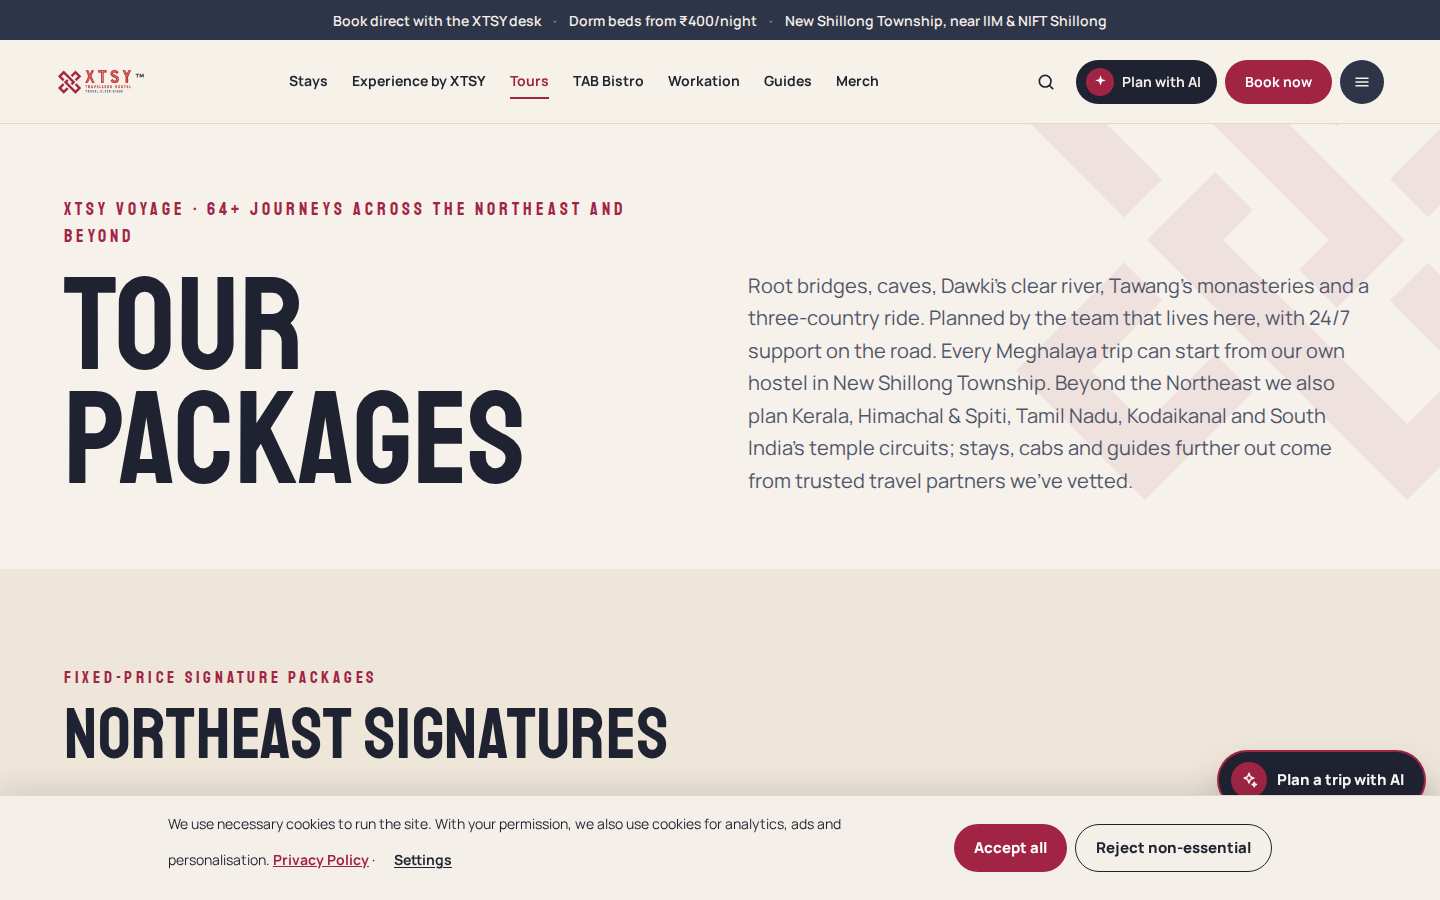 Book direct with the XTSY desk · Dorm beds from ₹400/night · New Shillong Township, near IIM & NIFT Shillong
XTSY™
TRAVELLERS HOSTEL
Stays Experience by XTSY Tours TAB Bistro Workation Guides Merch
Plan with AI Book now
XTSY VOYAGE · 64+ JOURNEYS ACROSS THE NORTHEAST AND
BEYOND
TOUR
PACKAGES
Root bridges, caves, Dawki's clear river, Tawang's monasteries and a
three-country ride. Planned by the team that lives here, with 24/7
support on the road. Every Meghalaya trip can start from our own
hostel in New Shillong Township. Beyond the Northeast we also
plan Kerala, Himachal & Spiti, Tamil Nadu, Kodaikanal and South
India's temple circuits; stays, cabs and guides further out come
from trusted travel partners we've vetted.
FIXED-PRICE SIGNATURE PACKAGES
NORTHEAST SIGNATURES
Plan a trip with AI
We use necessary cookies to run the site. With your permission, we also use cookies for analytics, ads and
personalisation. Privacy Policy · Settings
Accept all Reject non-essential